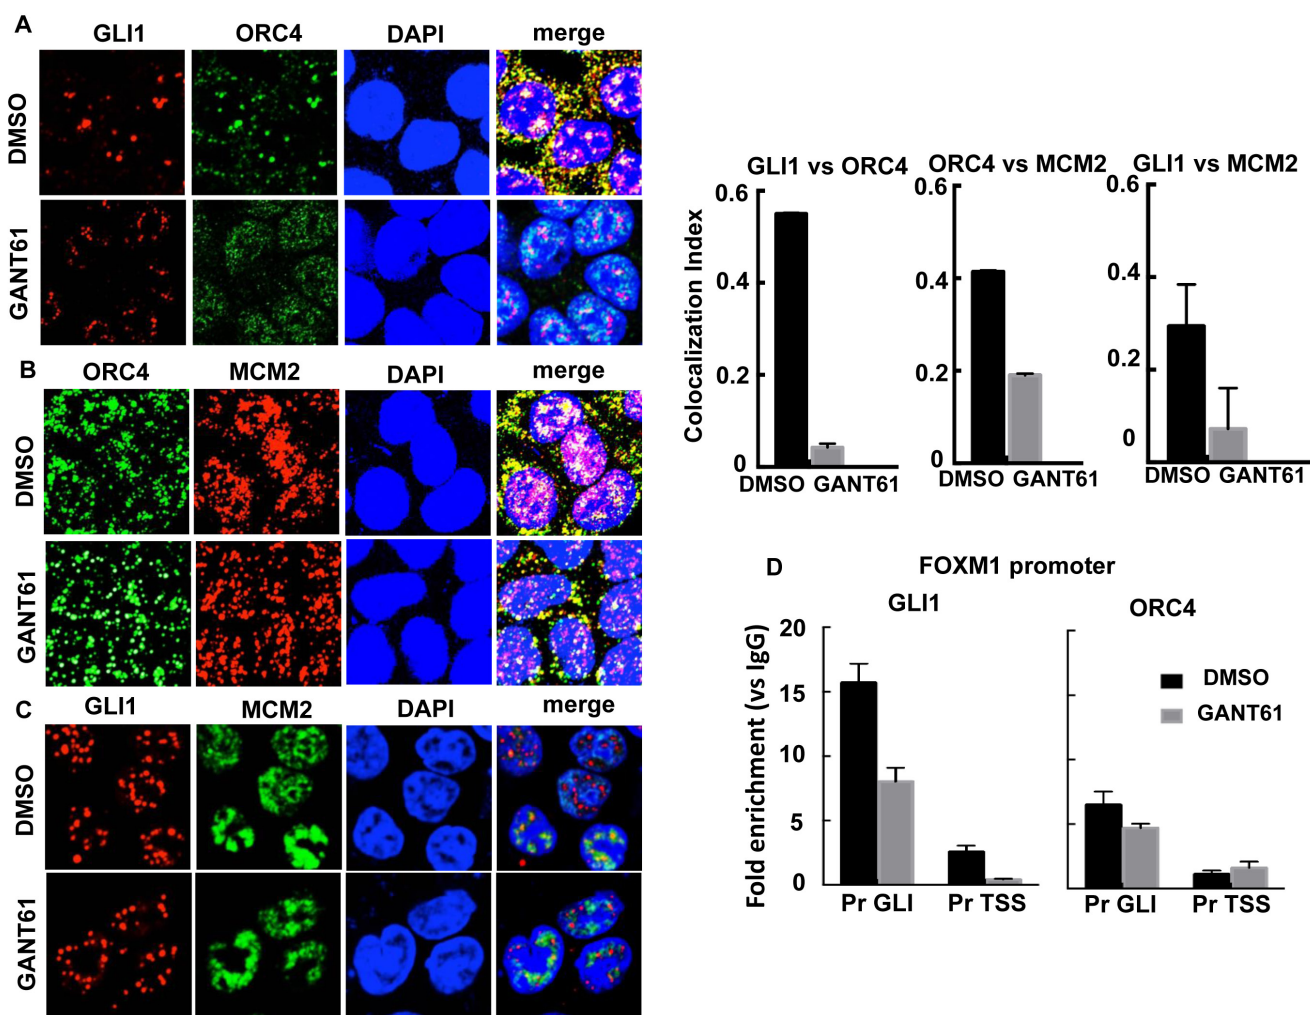 A
GLI1 ORC4 DAPI merge
DMSO
GANT61
B
ORC4 MCM2 DAPI merge
DMSO
GANT61
C
GLI1 MCM2 DAPI merge
DMSO
GANT61
GLI1 vs ORC4 ORC4 vs MCM2 GLI1 vs MCM2
Colocalization Index
0.6
0.4
0.2
0
DMSO GANT61
0.6
0.4
0.2
0
DMSO GANT61
0.6
0.4
0.2
0
DMSO GANT61
D
FOXM1 promoter
GLI1 ORC4
Fold enrichment (vs IgG)
20
15
10
5
0
DMSO
GANT61
Pr GLI Pr TSS
Pr GLI Pr TSS